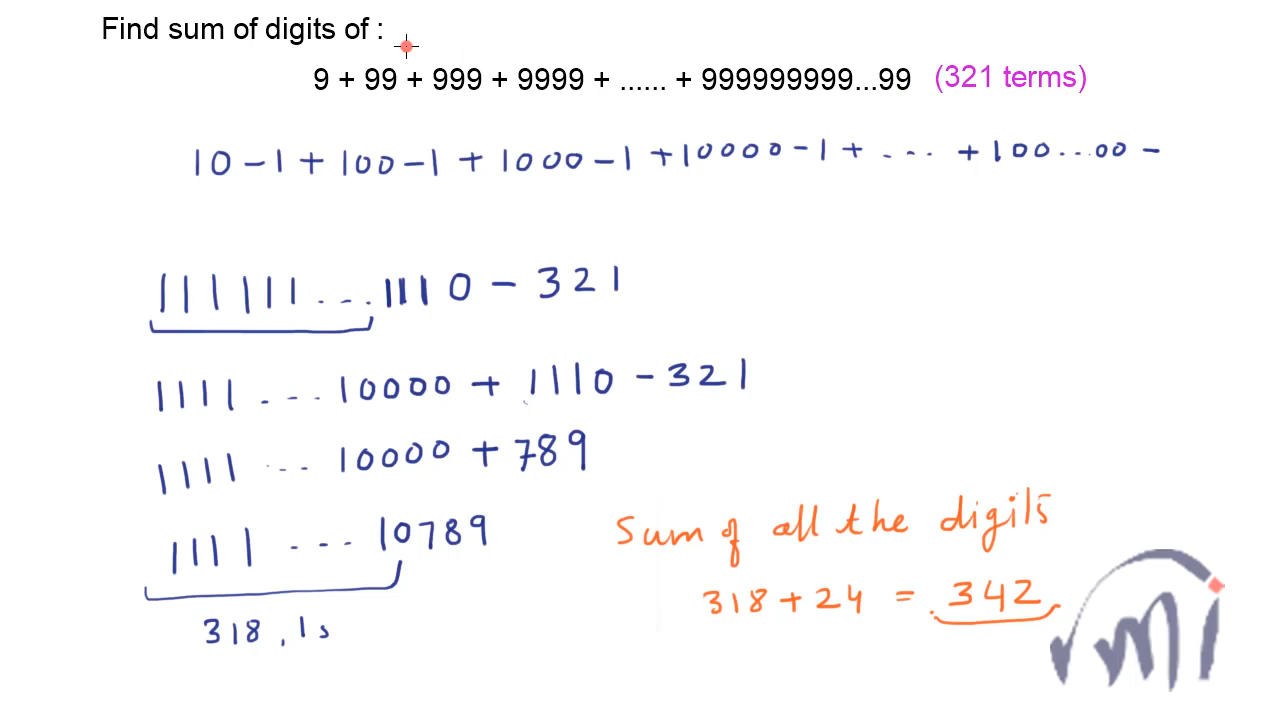 Find sum of digits of :
9 + 99 + 999 + 9999 + ...... + 999999999...99 (321 terms)
10 - 1 + 100 - 1 + 1000 - 1 + 10000 - 1 + .... + 100...00 -
111111 ... 1110 - 321
1111 ... 10000 + 1110 - 321
1111 ... 10000 + 789
1111 ... 10789
318, 1s
Sum of all the digits
318 + 24 = 342
rmi